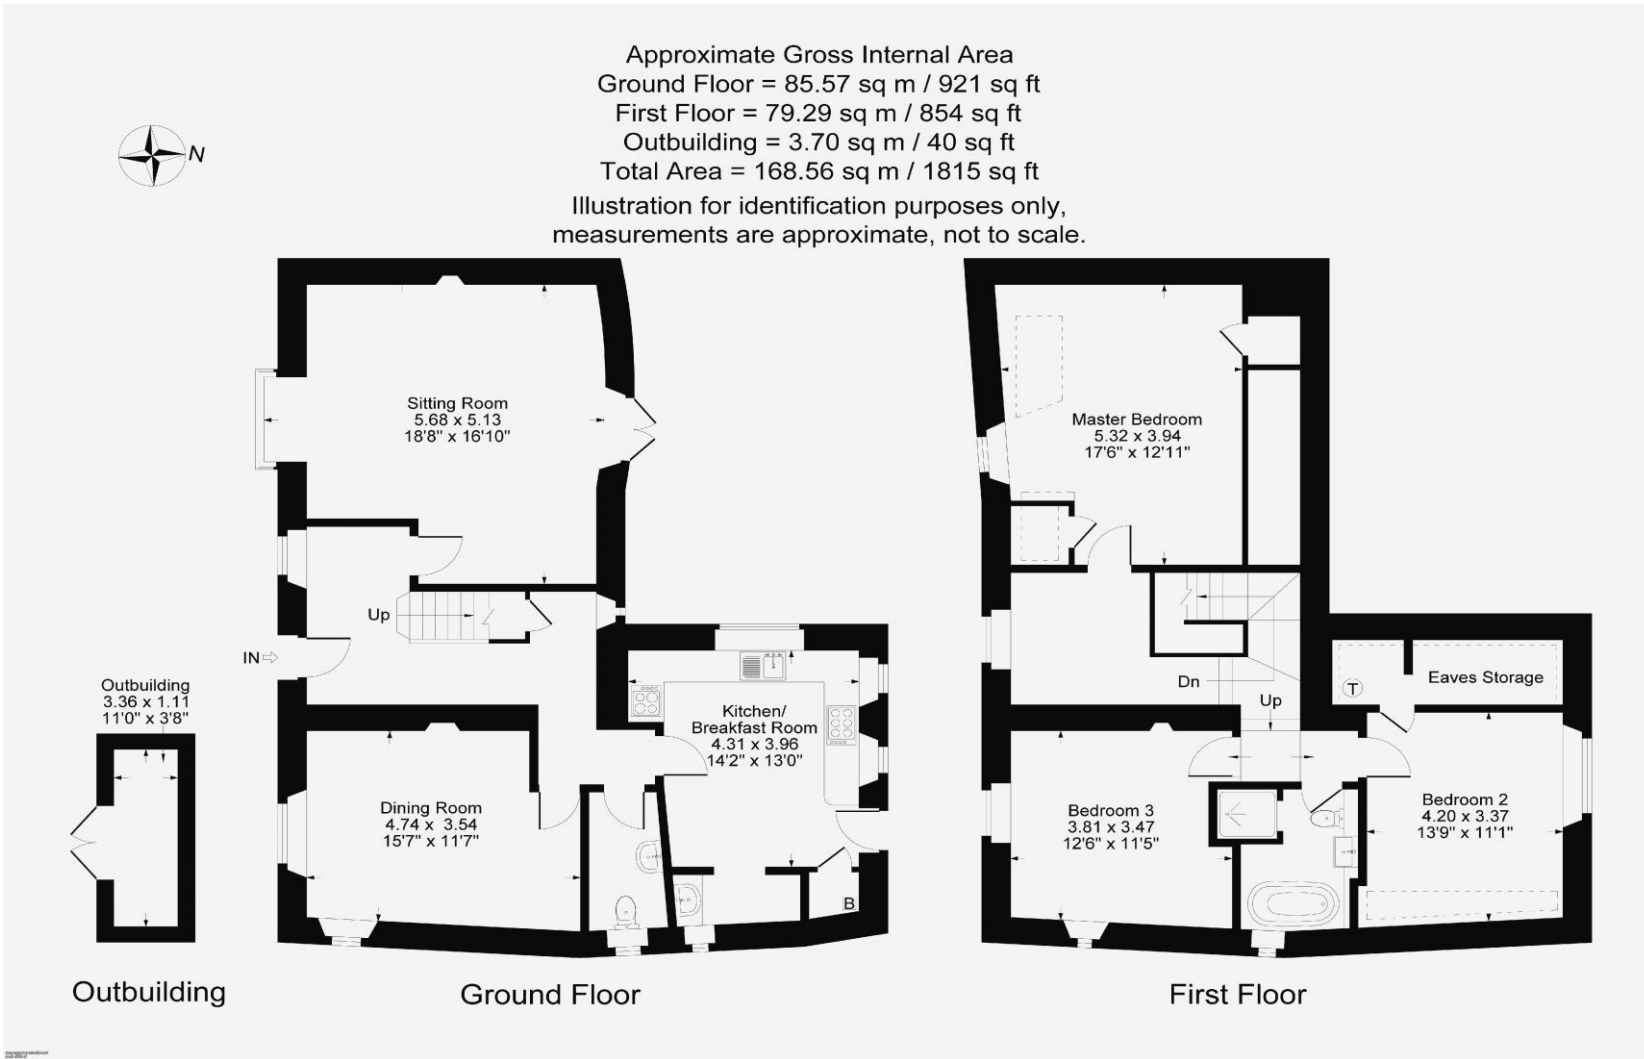 Approximate Gross Internal Area
Ground Floor = 85.57 sq m / 921 sq ft
First Floor = 79.29 sq m / 854 sq ft
Outbuilding = 3.70 sq m / 40 sq ft
Total Area = 168.56 sq m / 1815 sq ft
Illustration for identification purposes only,
measurements are approximate, not to scale.
N
Outbuilding
3.36 x 1.11
11'0" x 3'8"
Outbuilding
Sitting Room
5.68 x 5.13
18'8" x 16'10"
Up
IN
Kitchen/
Breakfast Room
4.31 x 3.96
14'2" x 13'0"
Dining Room
4.74 x 3.54
15'7" x 11'7"
B
Ground Floor
Master Bedroom
5.32 x 3.94
17'6" x 12'11"
Dn
Up
T
Eaves Storage
Bedroom 3
3.81 x 3.47
12'6" x 11'5"
Bedroom 2
4.20 x 3.37
13'9" x 11'1"
First Floor